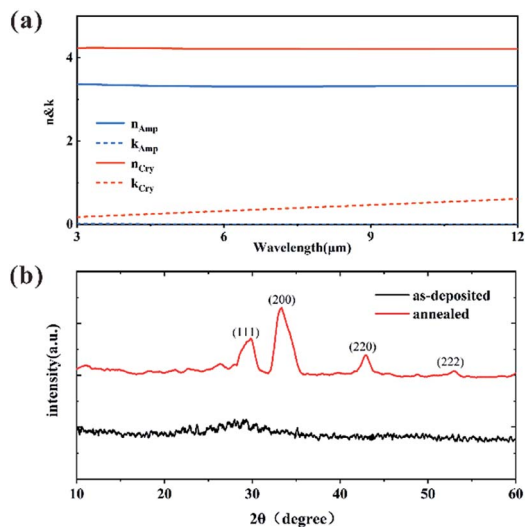 (a)
n&k
4
2
0
n_Amp
k_Amp
n_Cry
k_Cry
3 6 9 12
Wavelength(μm)
(b)
intensity(a.u.)
(111)
(200)
(220)
(222)
as-deposited
annealed
10 20 30 40 50 60
2θ（degree）